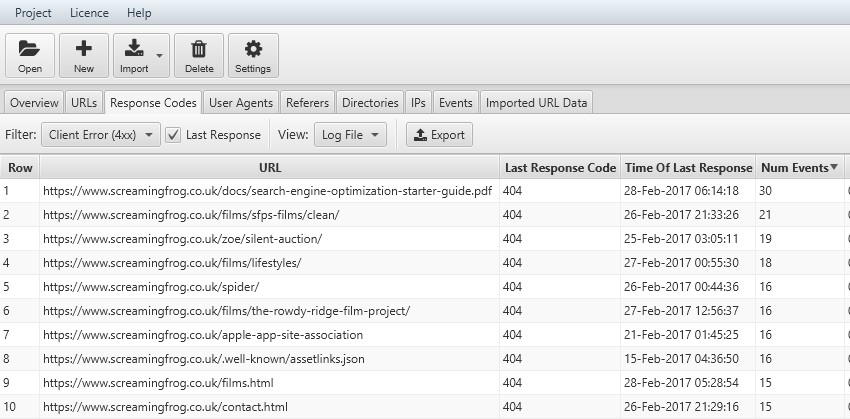 Project Licence Help
Open New Import Delete Settings
Overview URLs Response Codes User Agents Referers Directories IPs Events Imported URL Data
Filter: Client Error (4xx) Last Response View: Log File Export
Row URL Last Response Code Time Of Last Response Num Events
1 https://www.screamingfrog.co.uk/docs/search-engine-optimization-starter-guide.pdf 404 28-Feb-2017 06:14:18 30
2 https://www.screamingfrog.co.uk/films/sfps-films/clean/ 404 26-Feb-2017 21:33:26 21
3 https://www.screamingfrog.co.uk/zoe/silent-auction/ 404 25-Feb-2017 03:05:11 19
4 https://www.screamingfrog.co.uk/films/lifestyles/ 404 27-Feb-2017 00:55:30 18
5 https://www.screamingfrog.co.uk/spider/ 404 26-Feb-2017 00:44:36 16
6 https://www.screamingfrog.co.uk/films/the-rowdy-ridge-film-project/ 404 27-Feb-2017 12:56:37 16
7 https://www.screamingfrog.co.uk/apple-app-site-association 404 21-Feb-2017 01:45:25 16
8 https://www.screamingfrog.co.uk/.well-known/assetlinks.json 404 15-Feb-2017 04:36:50 16
9 https://www.screamingfrog.co.uk/films.html 404 28-Feb-2017 05:28:54 15
10 https://www.screamingfrog.co.uk/contact.html 404 26-Feb-2017 21:29:16 15